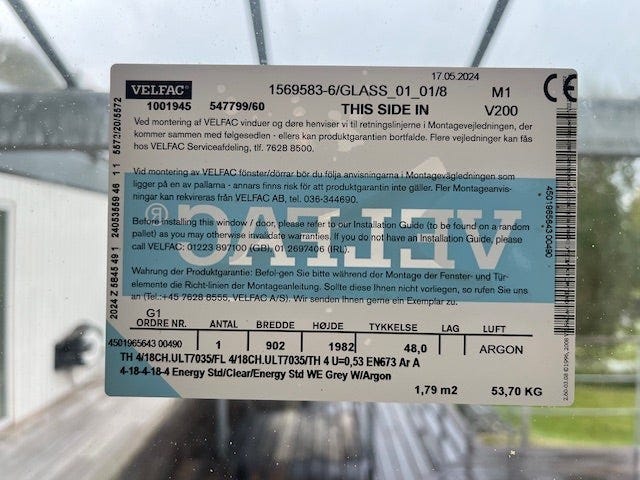 17.05.2024
VELFAC® 1569583-6/GLASS_01_01/8 M1 CE
1001945 547799/60 THIS SIDE IN V200
Ved montering af VELFAC vinduer og døre henviser vi til retningslinjerne i Montagevejledningen, der
kommer sammen med følgesedlen - ellers kan produktgarantien bortfalde. Flere Montagevejledninger kan fås
hos VELFAC Serviceafdeling, tlf. 7628 8500.
Vid montering av VELFAC fönster/dörrar bör du följa anvisningarna i Montagevägledningen som
ligger på en av pallarna - annars finns risk för att produktgarantin inte gäller. Fler Montageanvis-
ningar kan rekvireras från VELFAC AB, tel. 036-344690.
Before installing this window / door, please refer to our Installation Guide (to be found on a random
pallet) as you may otherwise invalidate warranties. If you do not have an Installation Guide, please
call VELFAC: 01223 897100 (GB), 01 2697406 (IRL).
Wahrung der Produktgarantie: Befol-gen Sie bitte während der Montage der Fenster- und Tür-
elemente die Richt-linien der Montageanleitung. Sollte diese Ihnen nicht vorliegen, so rufen Sie uns
an (Tel.:+45 7628 8555, VELFAC A/S). Wir senden Ihnen gerne ein Exemplar zu.
VELFAC®
G1
ORDRE NR. ANTAL BREDDE HØJDE TYKKELSE LAG LUFT
4501965643 00490 1 902 1982 48,0 ARGON
TH 4/18CH.ULT7035/FL 4/18CH.ULT7035/TH 4 U=0,53 EN673 Ar A
4-18-4-18-4 Energy Std/Clear/Energy Std WE Grey W/Argon
1,79 m2 53,70 KG
4501965643 00490